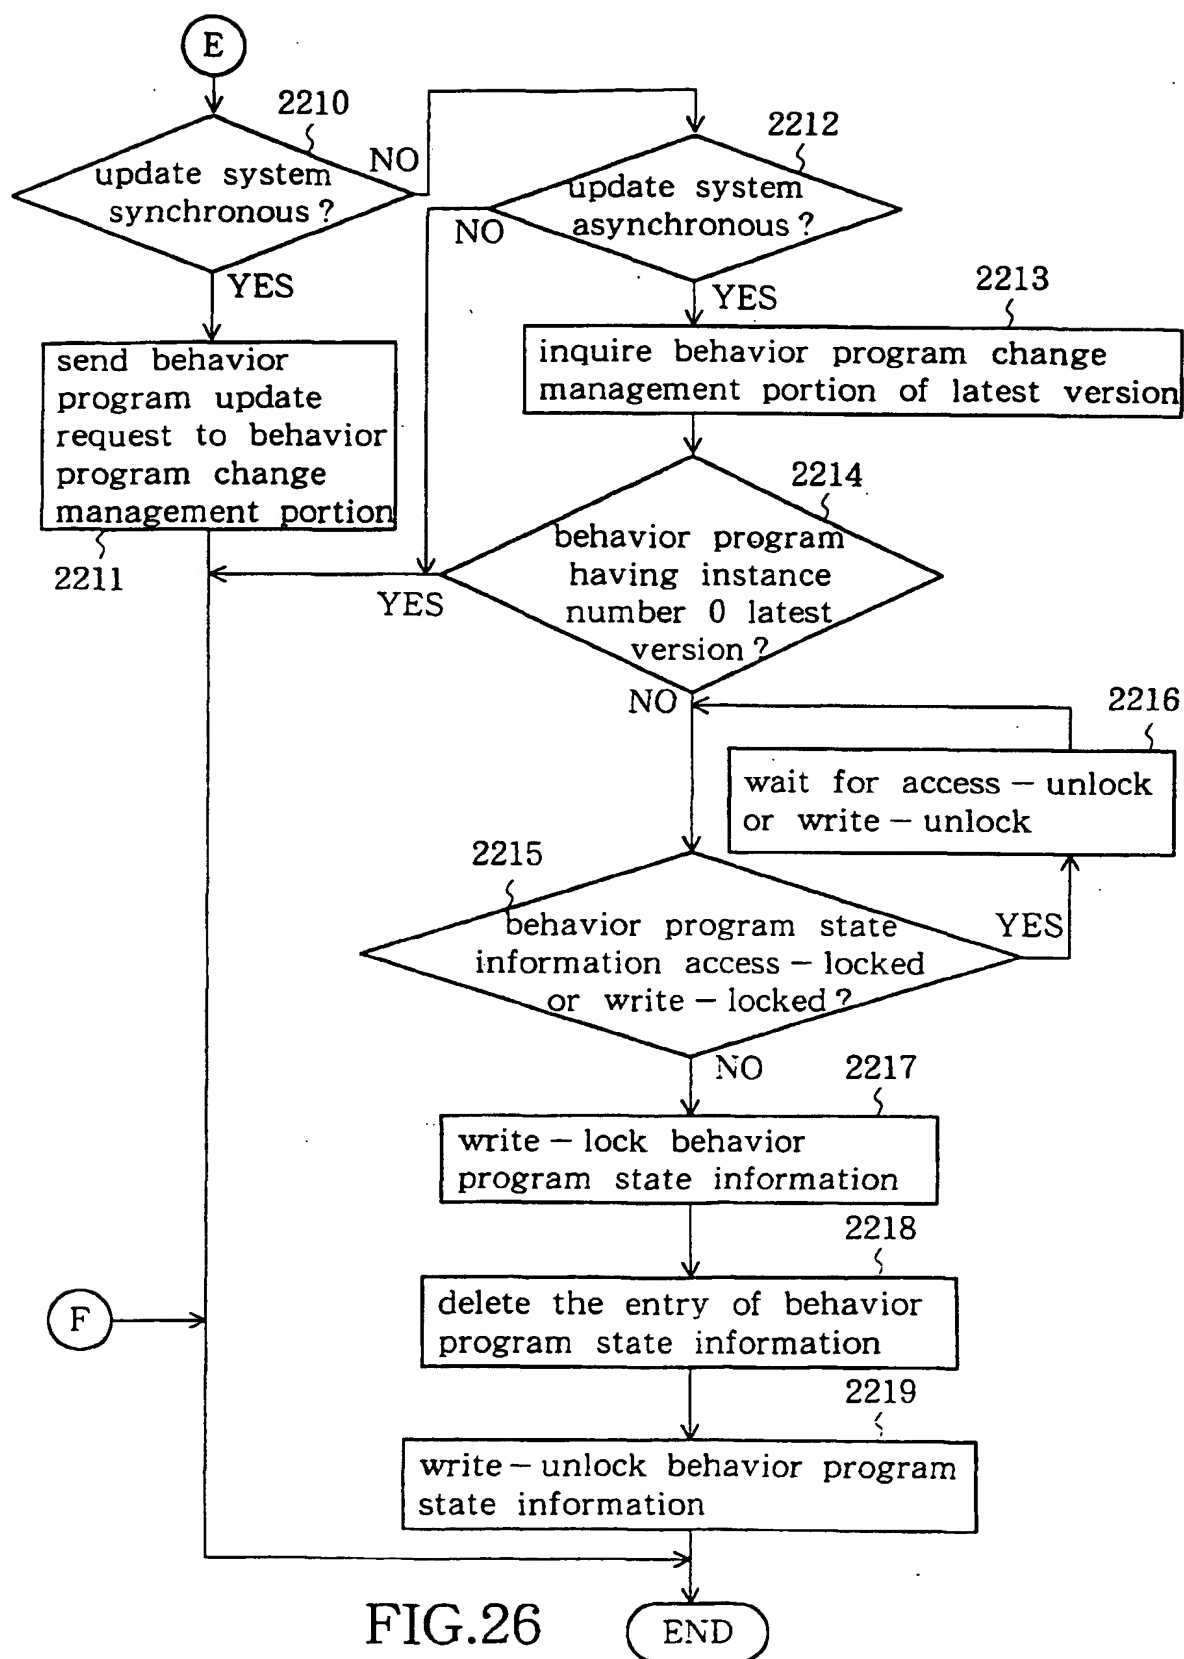 E
2210
update system
synchronous ?
NO
YES
2212
update system
asynchronous ?
NO
YES
send behavior
program update
request to behavior
program change
management portion
2211
2213
inquire behavior program change
management portion of latest version
2214
behavior program
having instance
number 0 latest
version ?
YES
NO
2216
wait for access – unlock
or write – unlock
2215
behavior program state
information access – locked
or write – locked ?
YES
NO
2217
write – lock behavior
program state information
2218
delete the entry of behavior
program state information
F
2219
write – unlock behavior program
state information
FIG.26
END